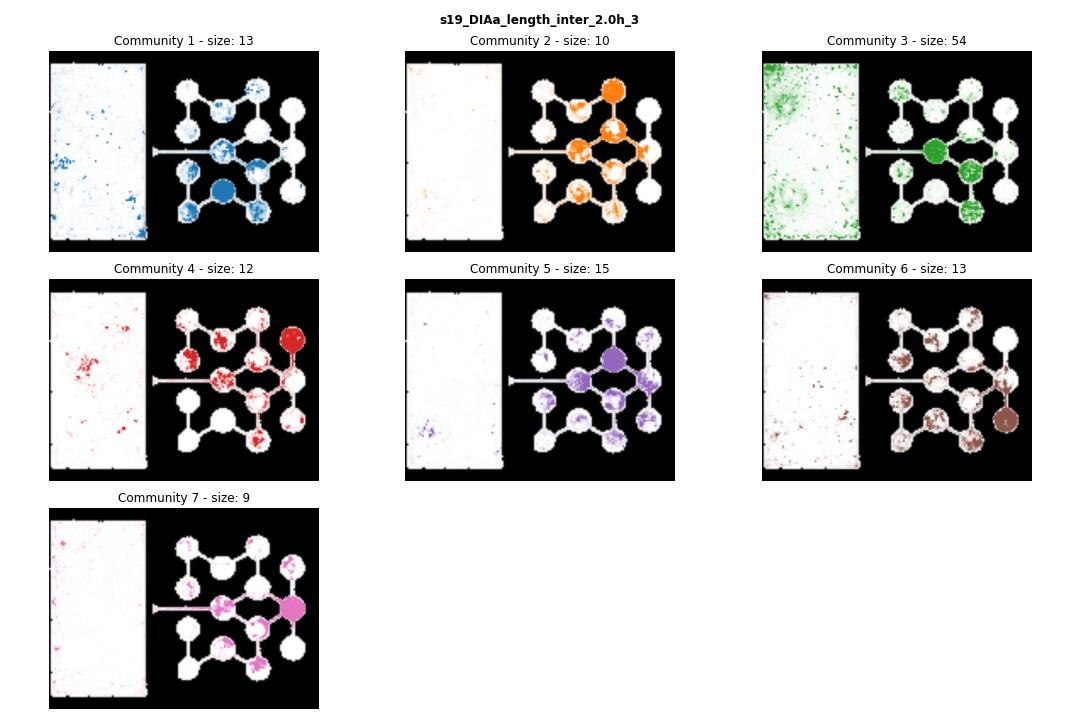 s19_DIAa_length_inter_2.0h_3
Community 1 - size: 13
Community 2 - size: 10
Community 3 - size: 54
Community 4 - size: 12
Community 5 - size: 15
Community 6 - size: 13
Community 7 - size: 9